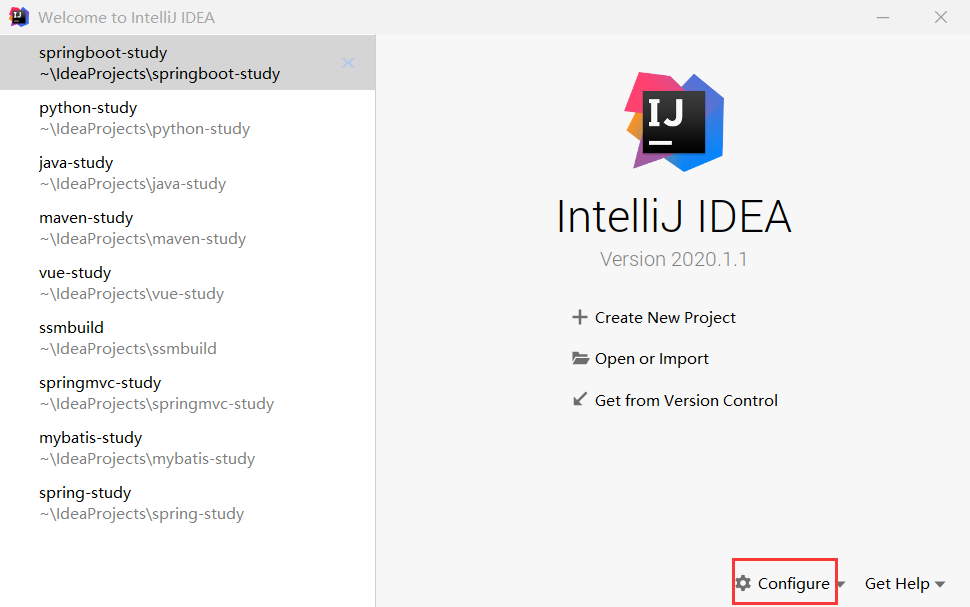 Welcome to IntelliJ IDEA
springboot-study
~\IdeaProjects\springboot-study
python-study
~\IdeaProjects\python-study
java-study
~\IdeaProjects\java-study
maven-study
~\IdeaProjects\maven-study
vue-study
~\IdeaProjects\vue-study
ssmbuild
~\IdeaProjects\ssmbuild
springmvc-study
~\IdeaProjects\springmvc-study
mybatis-study
~\IdeaProjects\mybatis-study
spring-study
~\IdeaProjects\spring-study
IJ
IntelliJ IDEA
Version 2020.1.1
Create New Project
Open or Import
Get from Version Control
Configure
Get Help